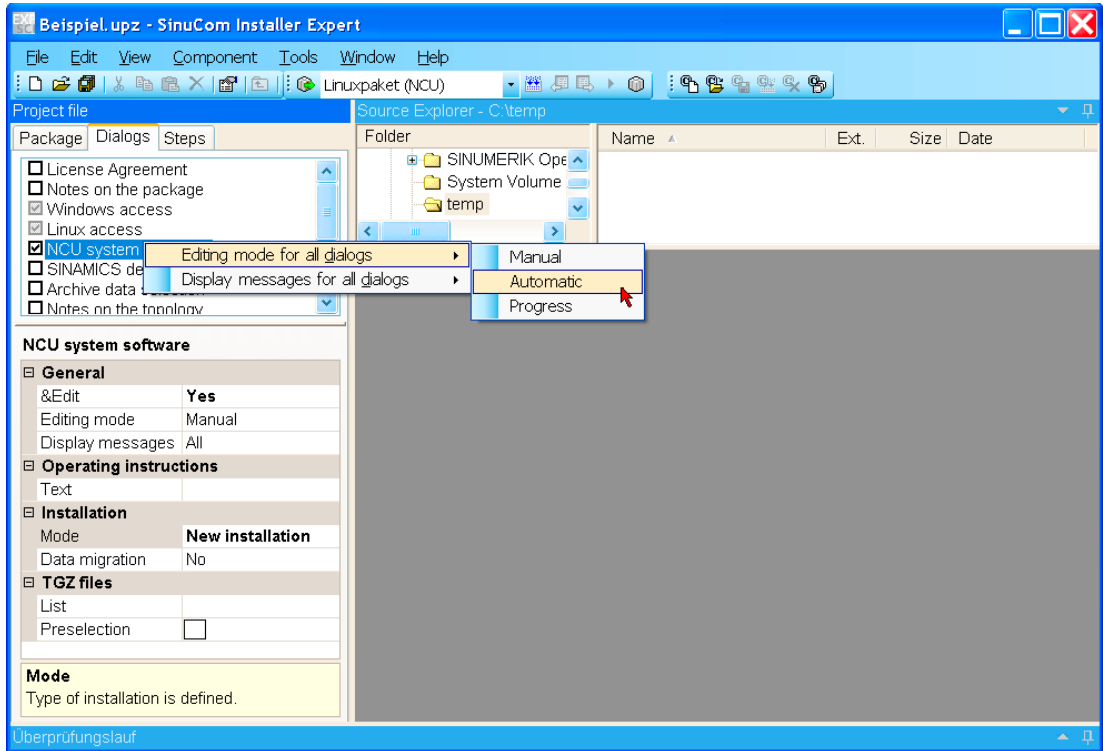 Beispiel.upz - SinuCom Installer Expert
File Edit View Component Tools Window Help
Linuxpaket (NCU)
Project file
Source Explorer - C:\temp
Package Dialogs Steps
Folder
Name Ext. Size Date
License Agreement
Notes on the package
Windows access
Linux access
NCU system
SINAMICS de
Archive data selection
Notes on the topology
SINUMERIK Ope
System Volume
temp
Editing mode for all dialogs
Display messages for all dialogs
Manual
Automatic
Progress
NCU system software
General
&Edit Yes
Editing mode Manual
Display messages All
Operating instructions
Text
Installation
Mode New installation
Data migration No
TGZ files
List
Preselection
Mode
Type of installation is defined.
Überprüfungslauf